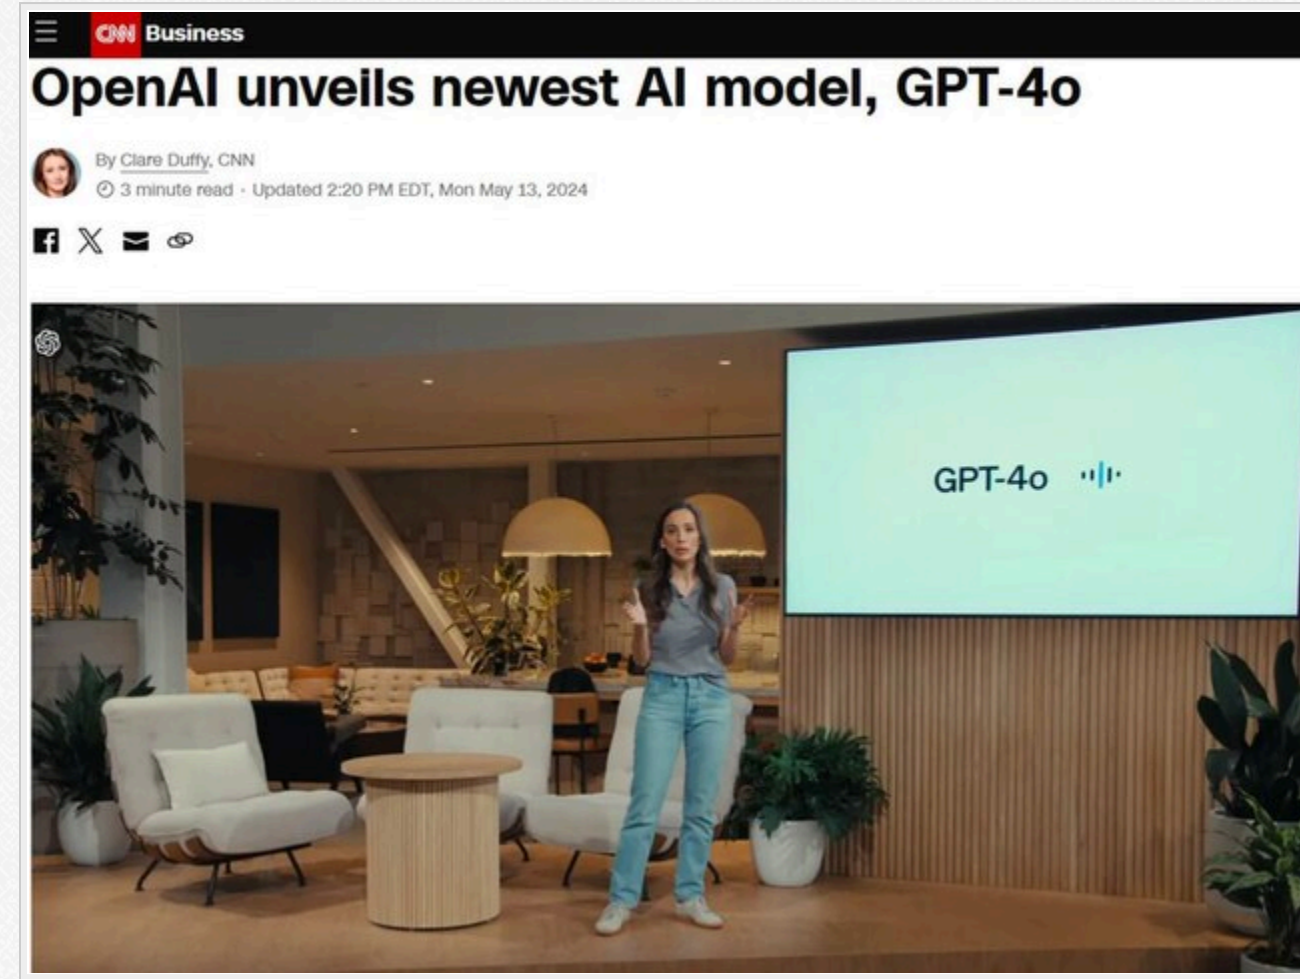 CNN Business
OpenAI unveils newest AI model, GPT-4o
By Clare Duffy, CNN
3 minute read · Updated 2:20 PM EDT, Mon May 13, 2024
GPT-4o